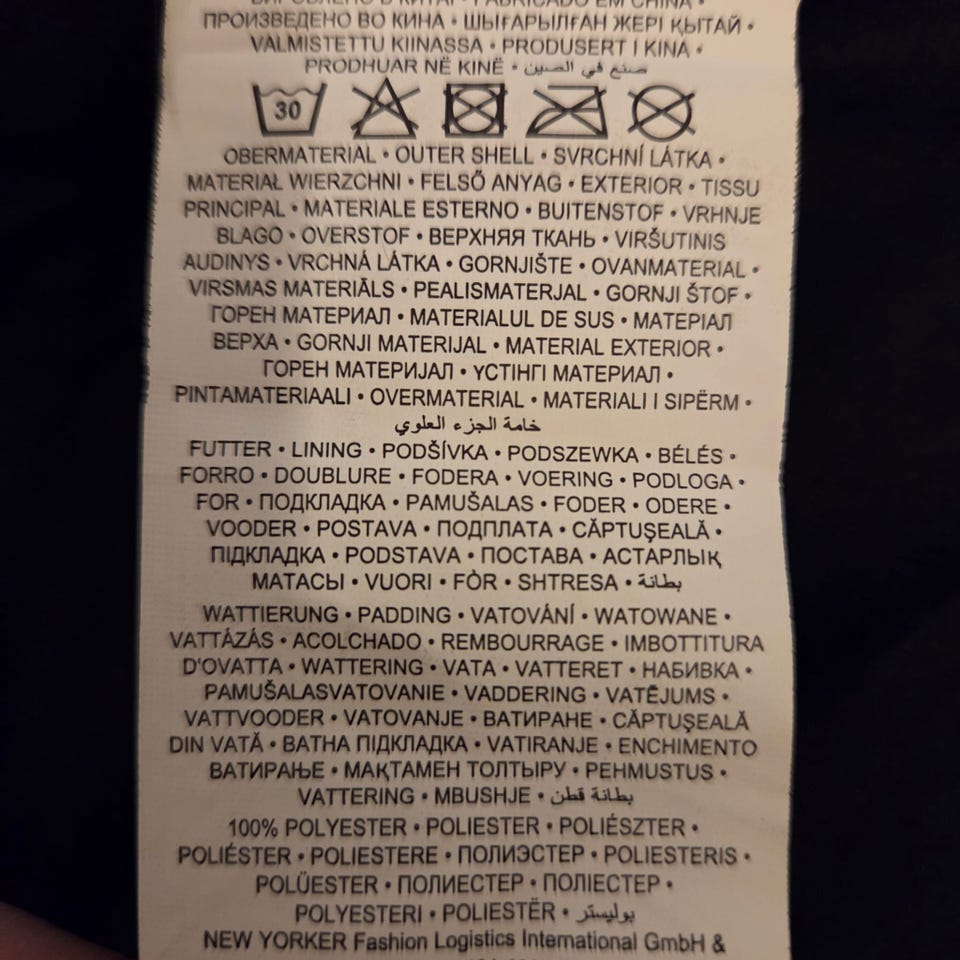 ПРОИЗВЕДЕНО ВО КИНА • ШЫҒАРЫЛҒАН ЖЕРІ ҚЫТАЙ •
VALMISTETTU KIINASSA • PRODUSERT I KINA •
PRODHUAR NË KINË • صنع في الصين
30
OBERMATERIAL • OUTER SHELL • SVRCHNÍ LÁTKA •
MATERIAŁ WIERZCHNI • FELSŐ ANYAG • EXTERIOR • TISSU
PRINCIPAL • MATERIALE ESTERNO • BUITENSTOF • VRHNJE
BLAGO • OVERSTOF • ВЕРХНЯЯ ТКАНЬ • VIRŠUTINIS
AUDINYS • VRCHNÁ LÁTKA • GORNJIŠTE • OVANMATERIAL •
VIRSMAS MATERIĀLS • PEALISMATERJAL • GORNJI ŠTOF •
ГОРЕН МАТЕРИАЛ • MATERIALUL DE SUS • МАТЕРІАЛ
ВЕРХА • GORNJI MATERIJAL • MATERIAL EXTERIOR •
ГОРЕН МАТЕРИЈАЛ • ҮСТІНГІ МАТЕРИАЛ •
PINTAMATERIAALI • OVERMATERIAL • MATERIALI I SIPËRM •
خامة الجزء العلوي
FUTTER • LINING • PODŠÍVKA • PODSZEWKA • BÉLÉS •
FORRO • DOUBLURE • FODERA • VOERING • PODLOGA •
FOR • ПОДКЛАДКА • PAMUŠALAS • FODER • ODERE •
VOODER • POSTAVA • ПОДПЛАТА • CĂPTUŞEALĂ •
ПІДКЛАДКА • PODSTAVA • ПОСТАВА • АСТАРЛЫҚ
МАТАСЫ • VUORI • FÒR • SHTRESA • بطانة
WATTIERUNG • PADDING • VATOVÁNÍ • WATOWANE •
VATTÁZÁS • ACOLCHADO • REMBOURRAGE • IMBOTTITURA
D'OVATTA • WATTERING • VATA • VATTERET • НАБИВКА •
PAMUŠALASVATOVANIE • VADDERING • VATĒJUMS •
VATTVOODER • VATOVANJE • ВАТИРАНЕ • CĂPTUŞEALĂ
DIN VATĂ • ВАТНА ПІДКЛАДКА • VATIRANJE • ENCHIMENTO
ВАТИРАЊЕ • МАҚТАМЕН ТОЛТЫРУ • PEHMUSTUS •
VATTERING • MBUSHJE • بطانة قطن
100% POLYESTER • POLIESTER • POLIÉSZTER •
POLIÉSTER • POLIESTERE • ПОЛИЭСТЕР • POLIESTERIS •
POLÜESTER • ПОЛИЕСТЕР • ПОЛІЕСТЕР •
POLYESTERI • POLIESTËR • بوليستر
NEW YORKER Fashion Logistics International GmbH &